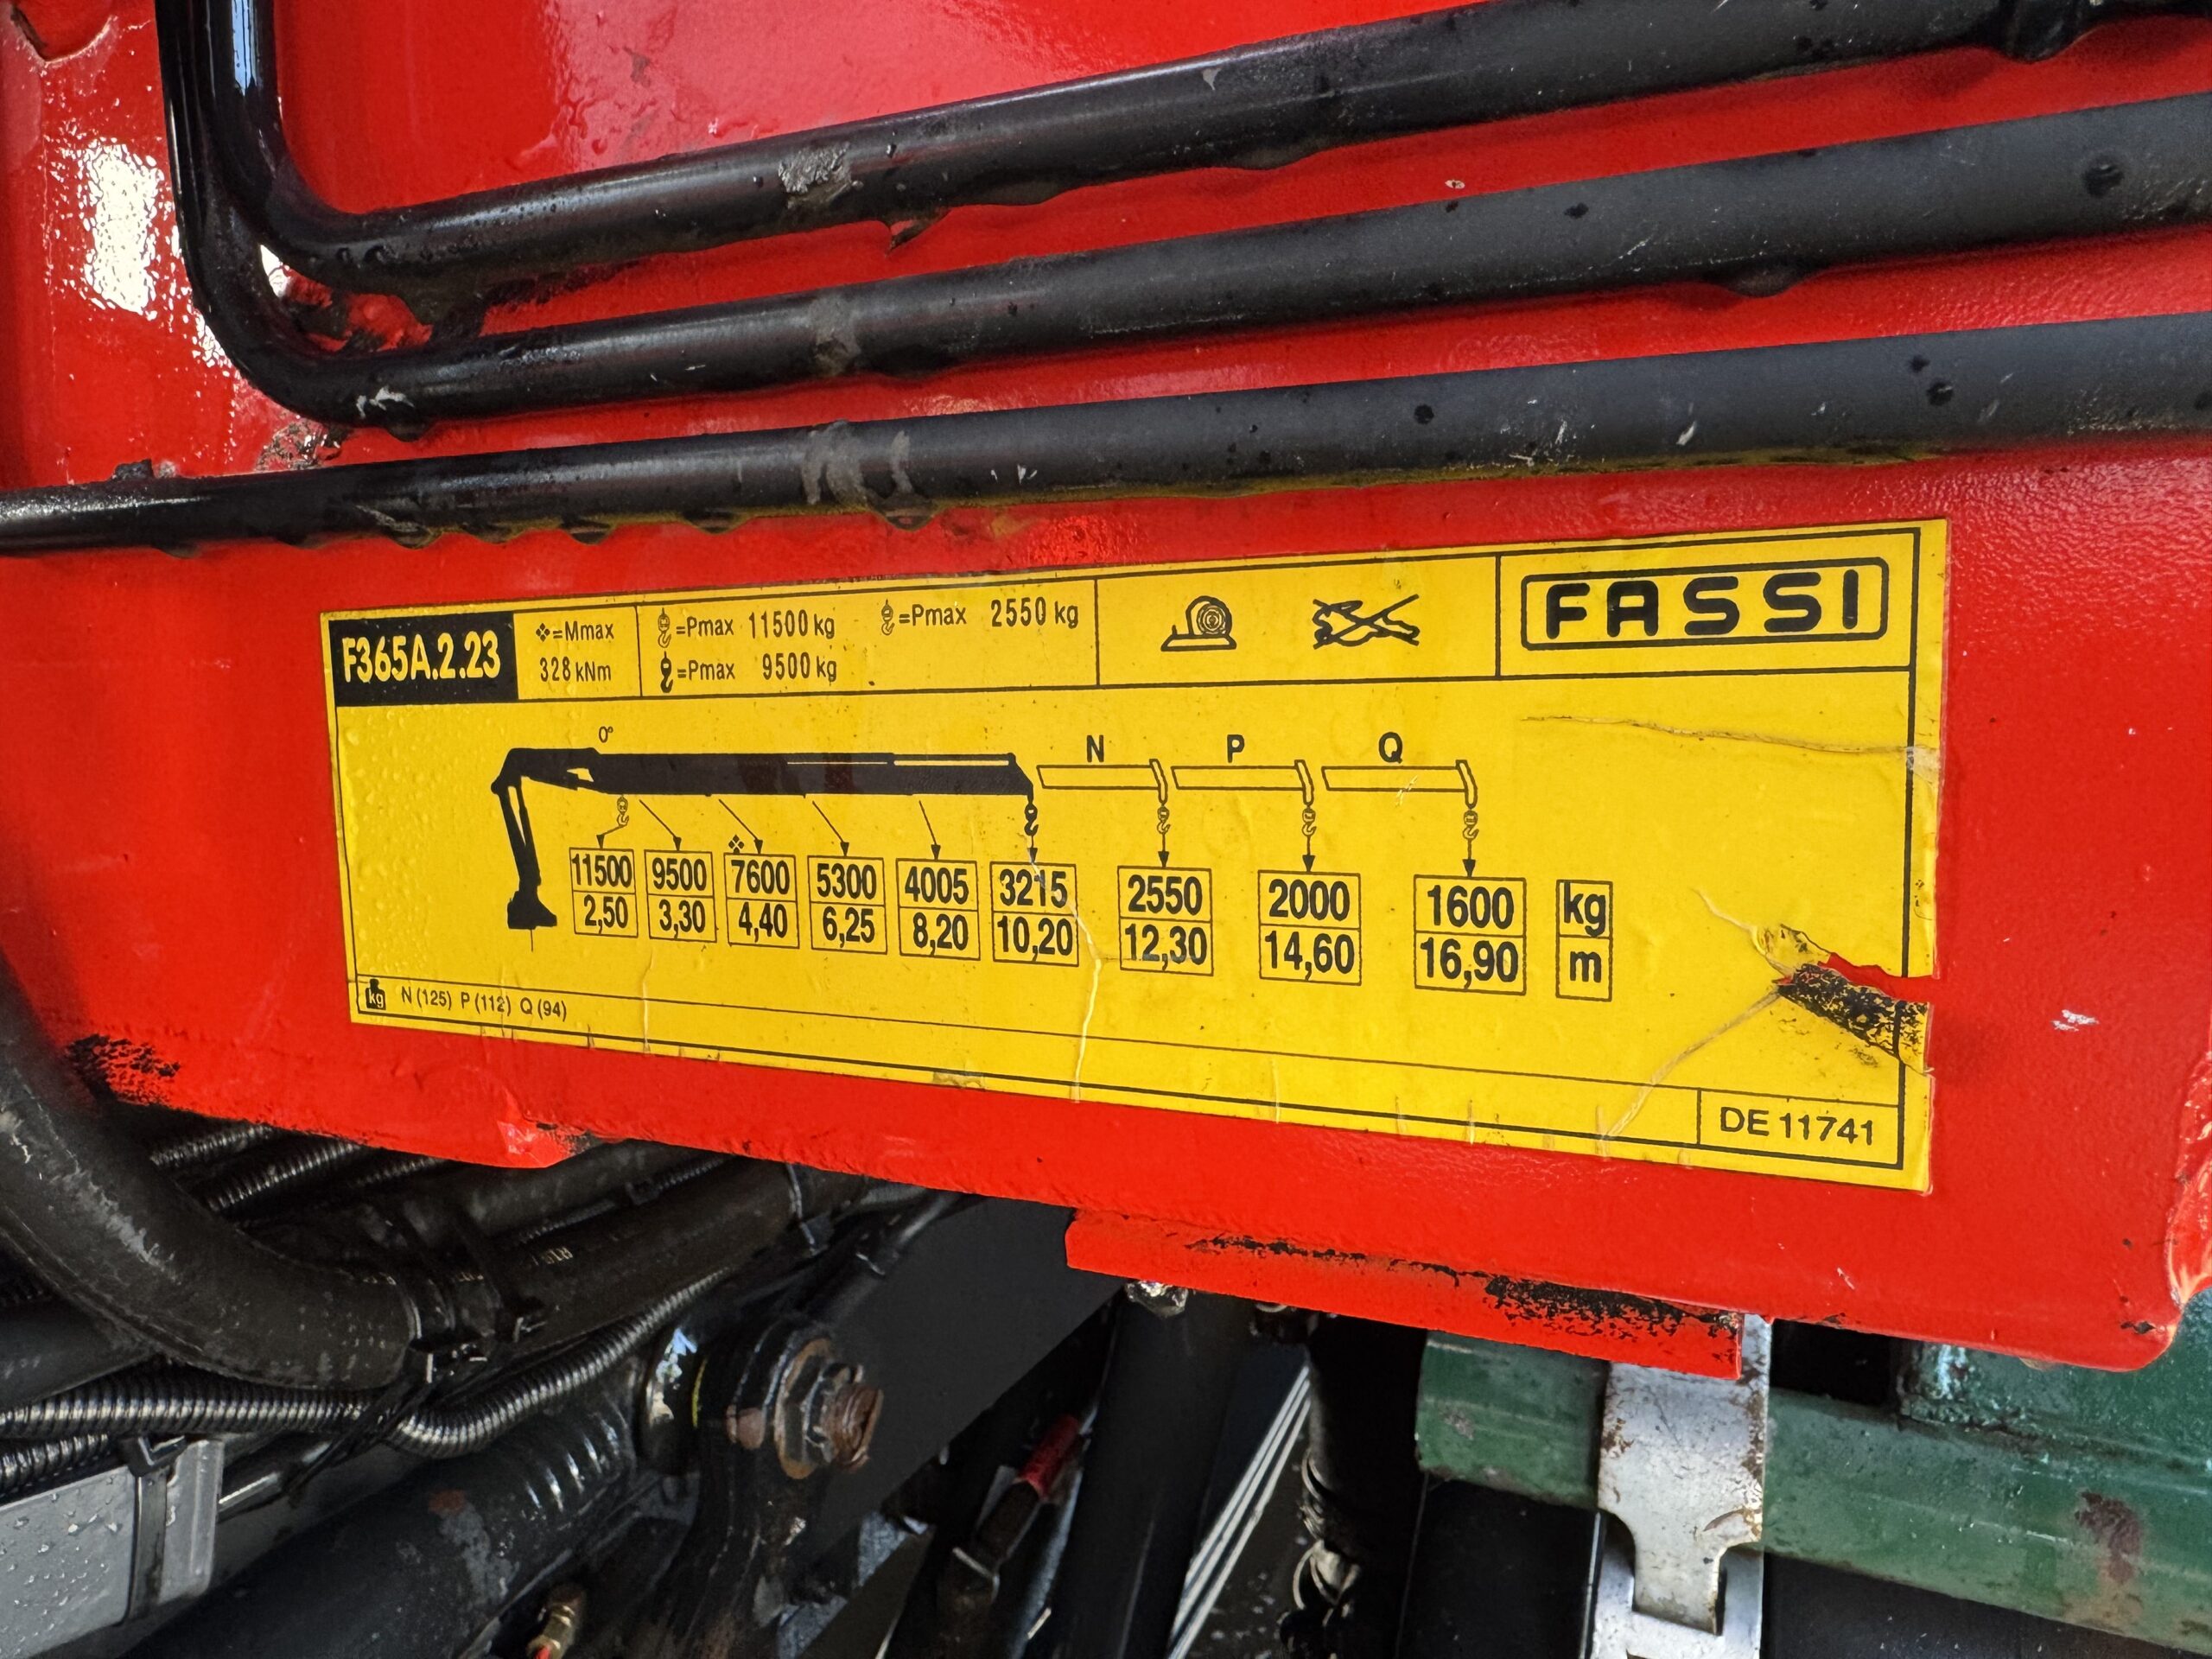 F365A.2.23
❖=Mmax
328 kNm
=Pmax 11500 kg
=Pmax 9500 kg
=Pmax 2550 kg
FASSI
0°
N P Q
❖
11500 9500 7600 5300 4005 3215 2550 2000 1600 kg
2,50 3,30 4,40 6,25 8,20 10,20 12,30 14,60 16,90 m
kg N (125) P (112) Q (94)
DE 11741